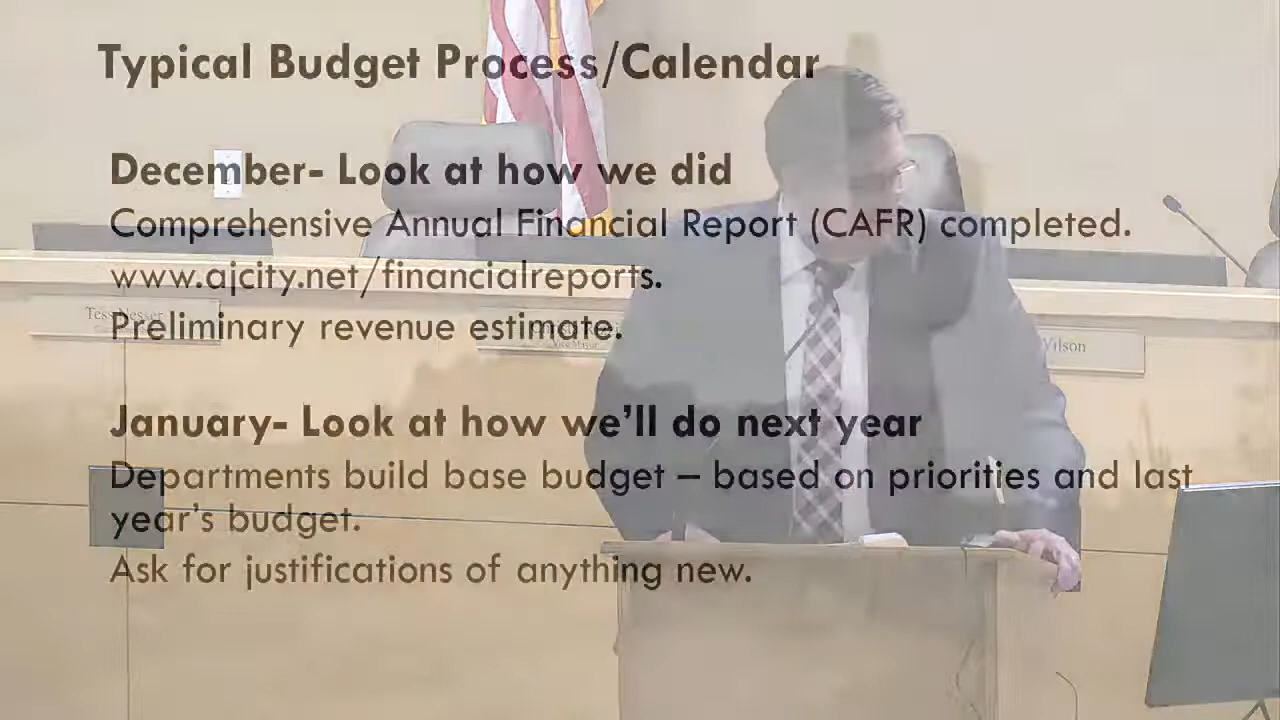 Typical Budget Process/Calendar
December- Look at how we did
Comprehensive Annual Financial Report (CAFR) completed.
www.ajcity.net/financialreports.
Preliminary revenue estimate.
January- Look at how we'll do next year
Departments build base budget – based on priorities and last
year's budget.
Ask for justifications of anything new.